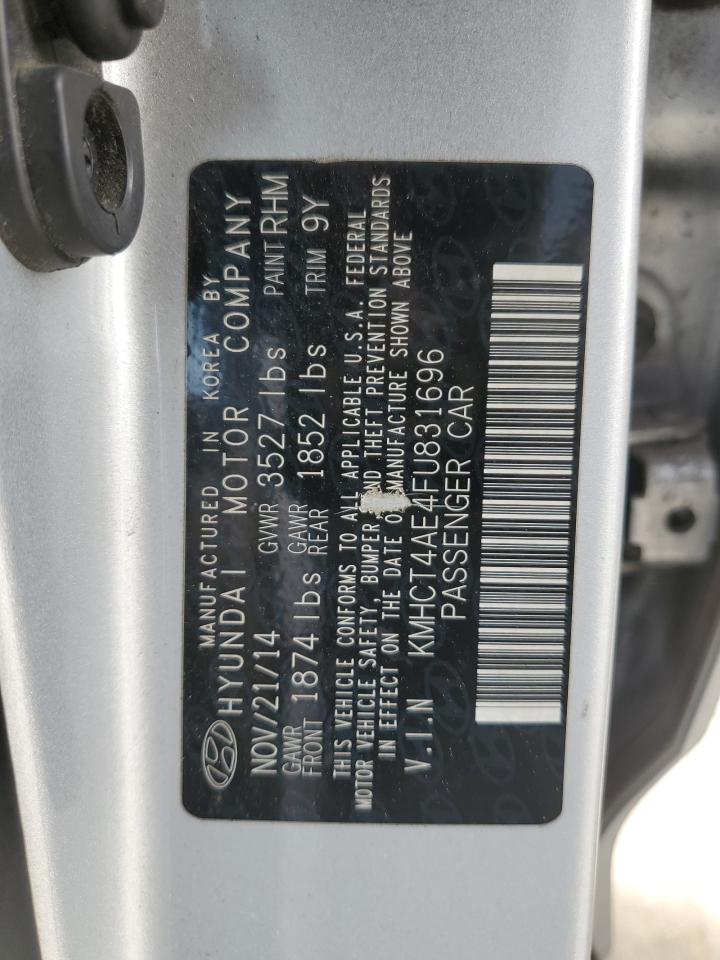 MANUFACTURED IN KOREA BY
HYUNDAI MOTOR COMPANY
NOV/21/14 GVWR 3527 lbs PAINT RHM
GAWR FRONT 1874 lbs GAWR REAR 1852 lbs TRIM 9Y
THIS VEHICLE CONFORMS TO ALL APPLICABLE U.S.A. FEDERAL
MOTOR VEHICLE SAFETY, BUMPER AND THEFT PREVENTION STANDARDS
IN EFFECT ON THE DATE OF MANUFACTURE SHOWN ABOVE
V.I.N KMHCT4AE4FU831696
PASSENGER CAR